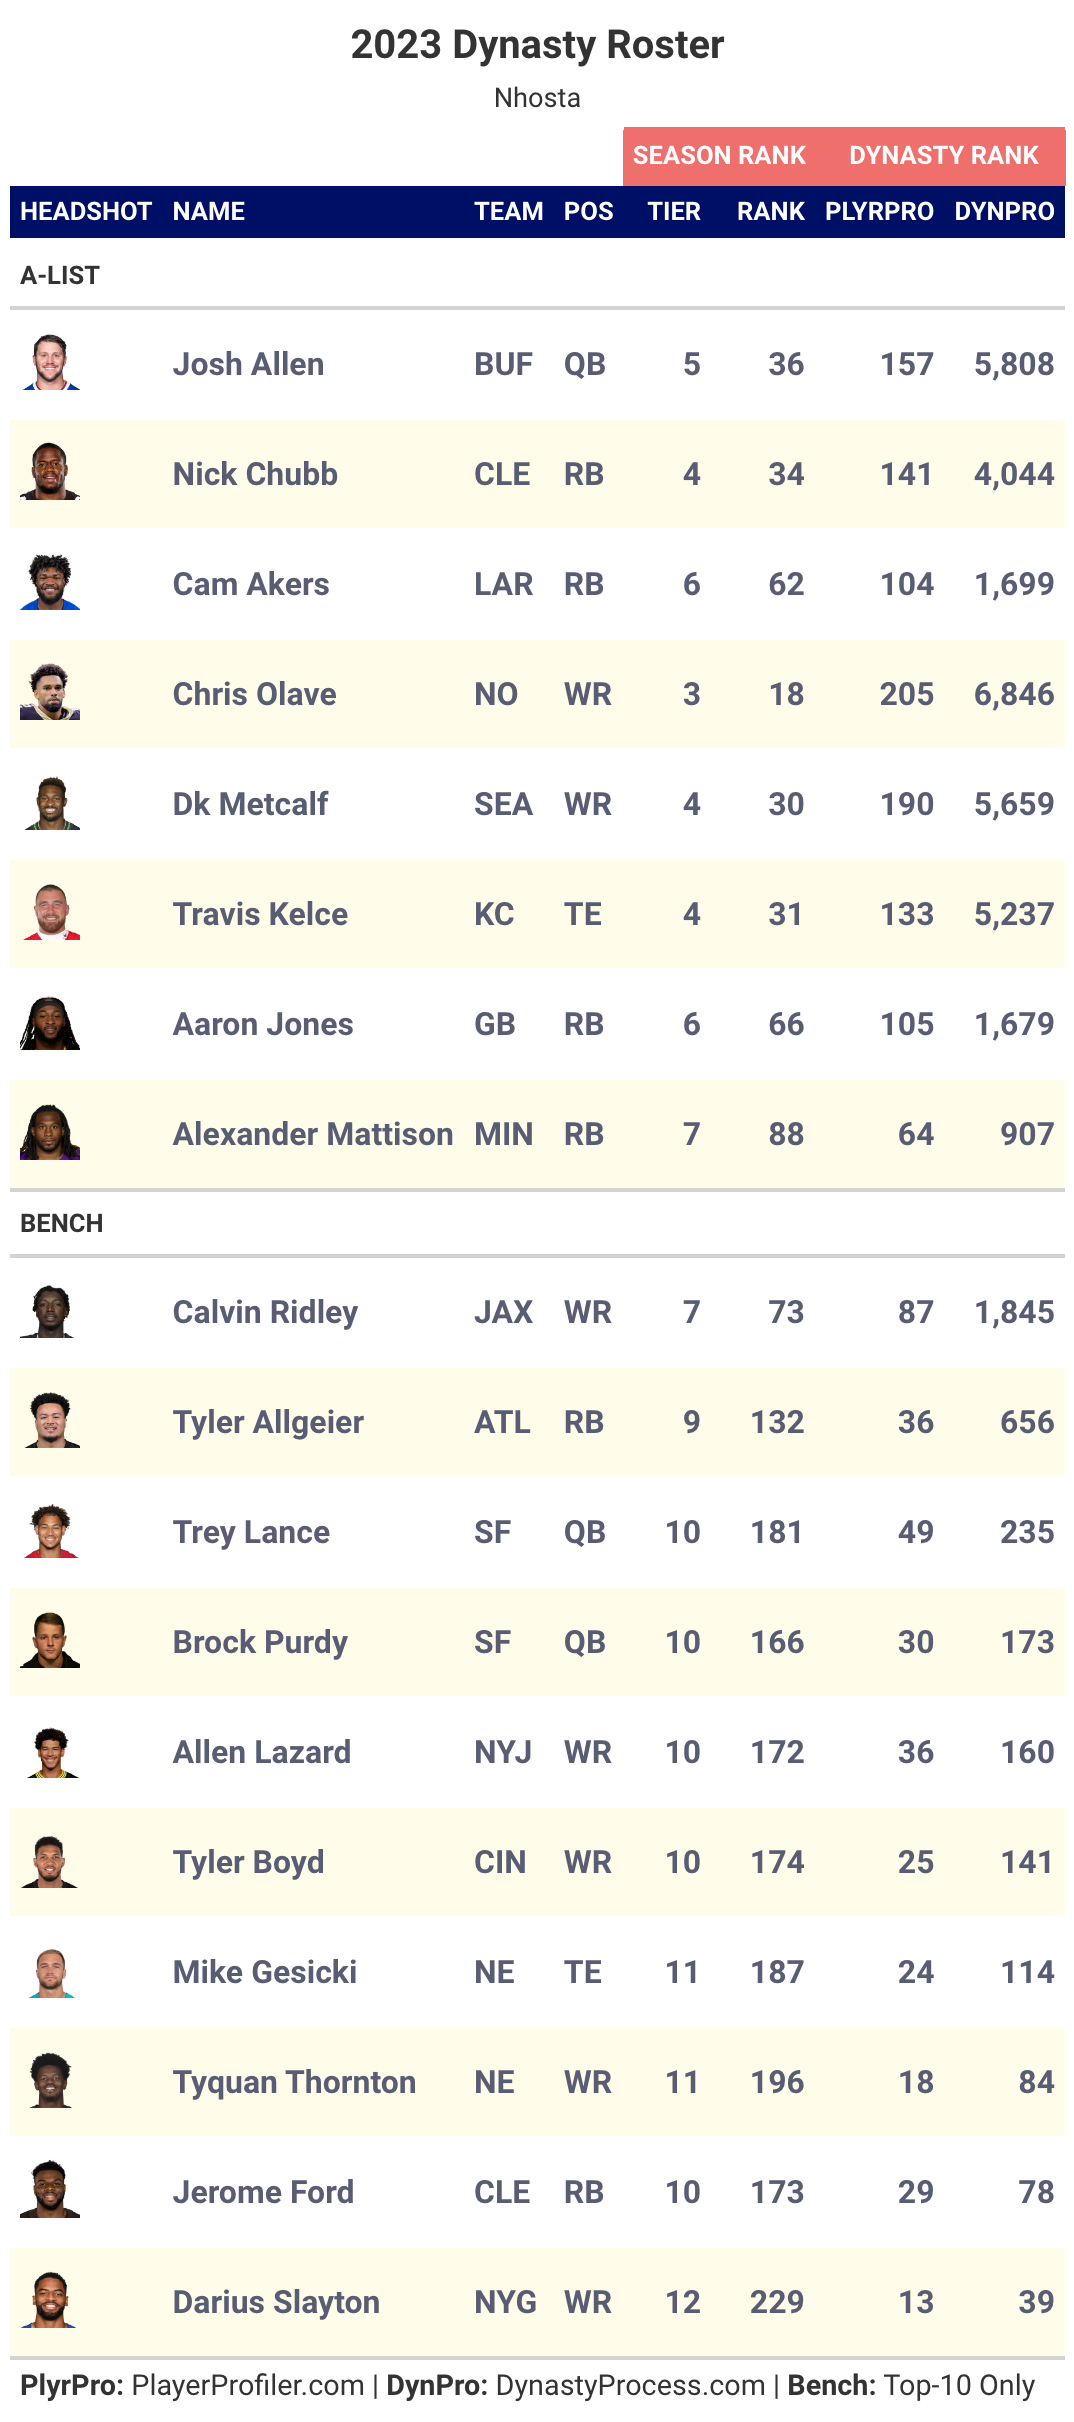 2023 Dynasty Roster
Nhosta
SEASON RANK DYNASTY RANK
HEADSHOT NAME TEAM POS TIER RANK PLYRPRO DYNPRO
A-LIST
Josh Allen BUF QB 5 36 157 5,808
Nick Chubb CLE RB 4 34 141 4,044
Cam Akers LAR RB 6 62 104 1,699
Chris Olave NO WR 3 18 205 6,846
Dk Metcalf SEA WR 4 30 190 5,659
Travis Kelce KC TE 4 31 133 5,237
Aaron Jones GB RB 6 66 105 1,679
Alexander Mattison MIN RB 7 88 64 907
BENCH
Calvin Ridley JAX WR 7 73 87 1,845
Tyler Allgeier ATL RB 9 132 36 656
Trey Lance SF QB 10 181 49 235
Brock Purdy SF QB 10 166 30 173
Allen Lazard NYJ WR 10 172 36 160
Tyler Boyd CIN WR 10 174 25 141
Mike Gesicki NE TE 11 187 24 114
Tyquan Thornton NE WR 11 196 18 84
Jerome Ford CLE RB 10 173 29 78
Darius Slayton NYG WR 12 229 13 39
PlyrPro: PlayerProfiler.com | DynPro: DynastyProcess.com | Bench: Top-10 Only